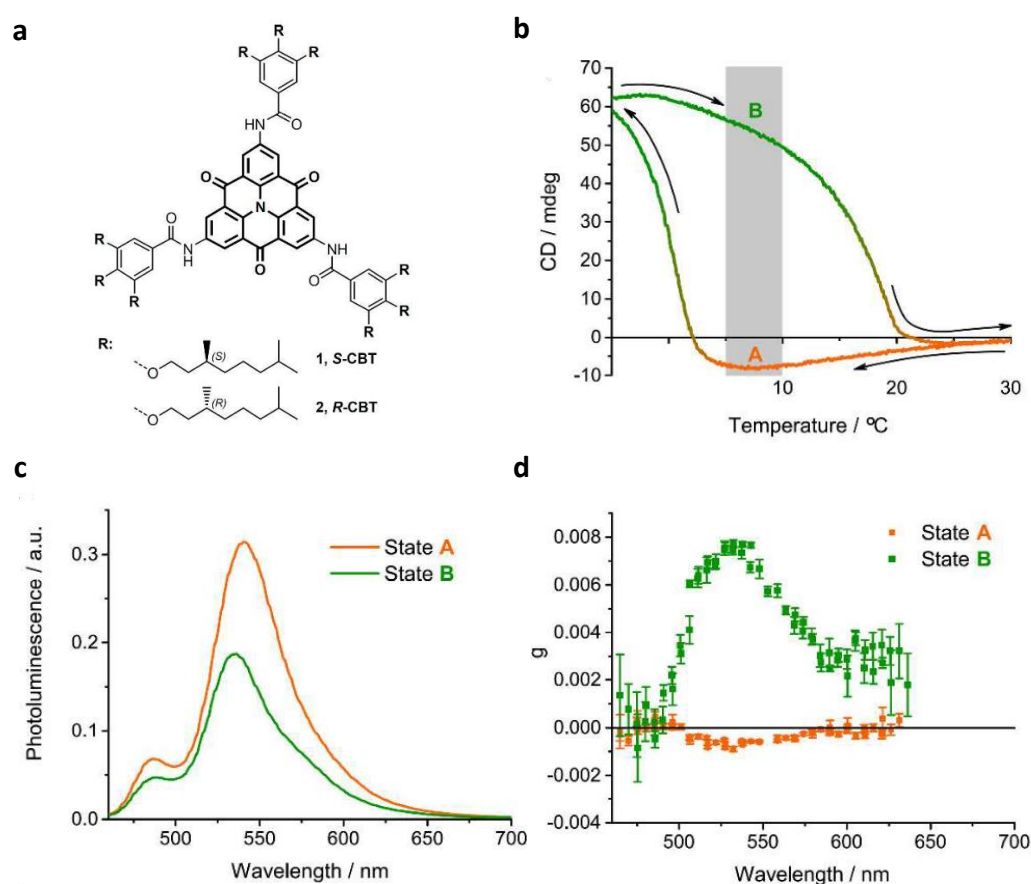 a
R
R
R
O
HN
O
O
N
R
O
R
N
H
R
O
NH
O
R
R
R
R:
O
(S)
1, S-CBT
O
(R)
2, R-CBT
b
CD / mdeg
70
60
50
40
30
20
10
0
-10
B
A
10
20
30
Temperature / ºC
c
Photoluminescence / a.u.
0.3
0.2
0.1
0.0
State A
State B
500
550
600
650
700
Wavelength / nm
d
g
0.008
0.006
0.004
0.002
0.000
-0.002
-0.004
State A
State B
500
550
600
650
700
Wavelength / nm